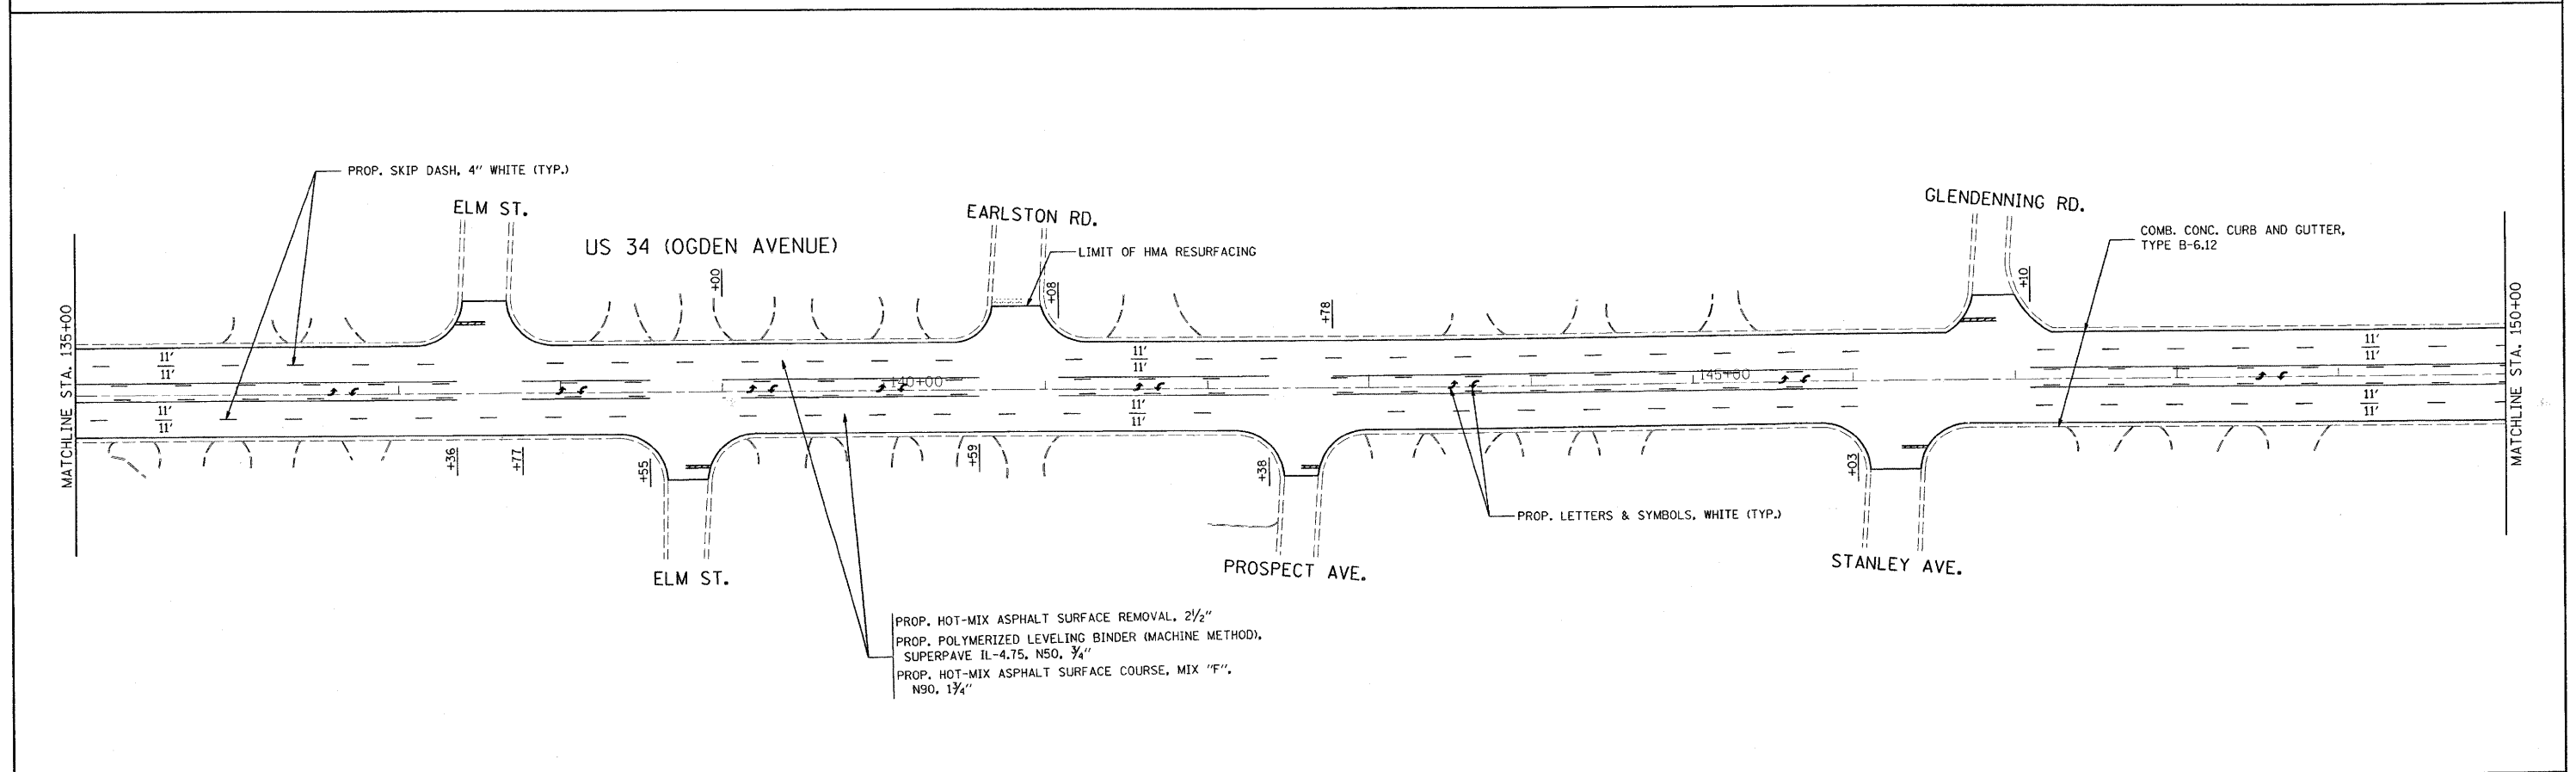 PROP. SKIP DASH, 4" WHITE (TYP.)
ELM ST.
US 34 (OGDEN AVENUE)
EARLSTON RD.
LIMIT OF HMA RESURFACING
GLENDENNING RD.
COMB. CONC. CURB AND GUTTER,
TYPE B-6.12
+00
+08
+78
+10
MATCHLINE STA. 135+00
MATCHLINE STA. 150+00
11'
11'
11'
11'
11'
11'
140+00
145+00
11'
11'
11'
11'
11'
11'
+36
+77
+55
+59
+38
+03
PROP. LETTERS & SYMBOLS, WHITE (TYP.)
ELM ST.
PROSPECT AVE.
STANLEY AVE.
PROP. HOT-MIX ASPHALT SURFACE REMOVAL, 2½"
PROP. POLYMERIZED LEVELING BINDER (MACHINE METHOD),
SUPERPAVE IL-4.75, N50, ¾"
PROP. HOT-MIX ASPHALT SURFACE COURSE, MIX "F",
N90, 1¾"